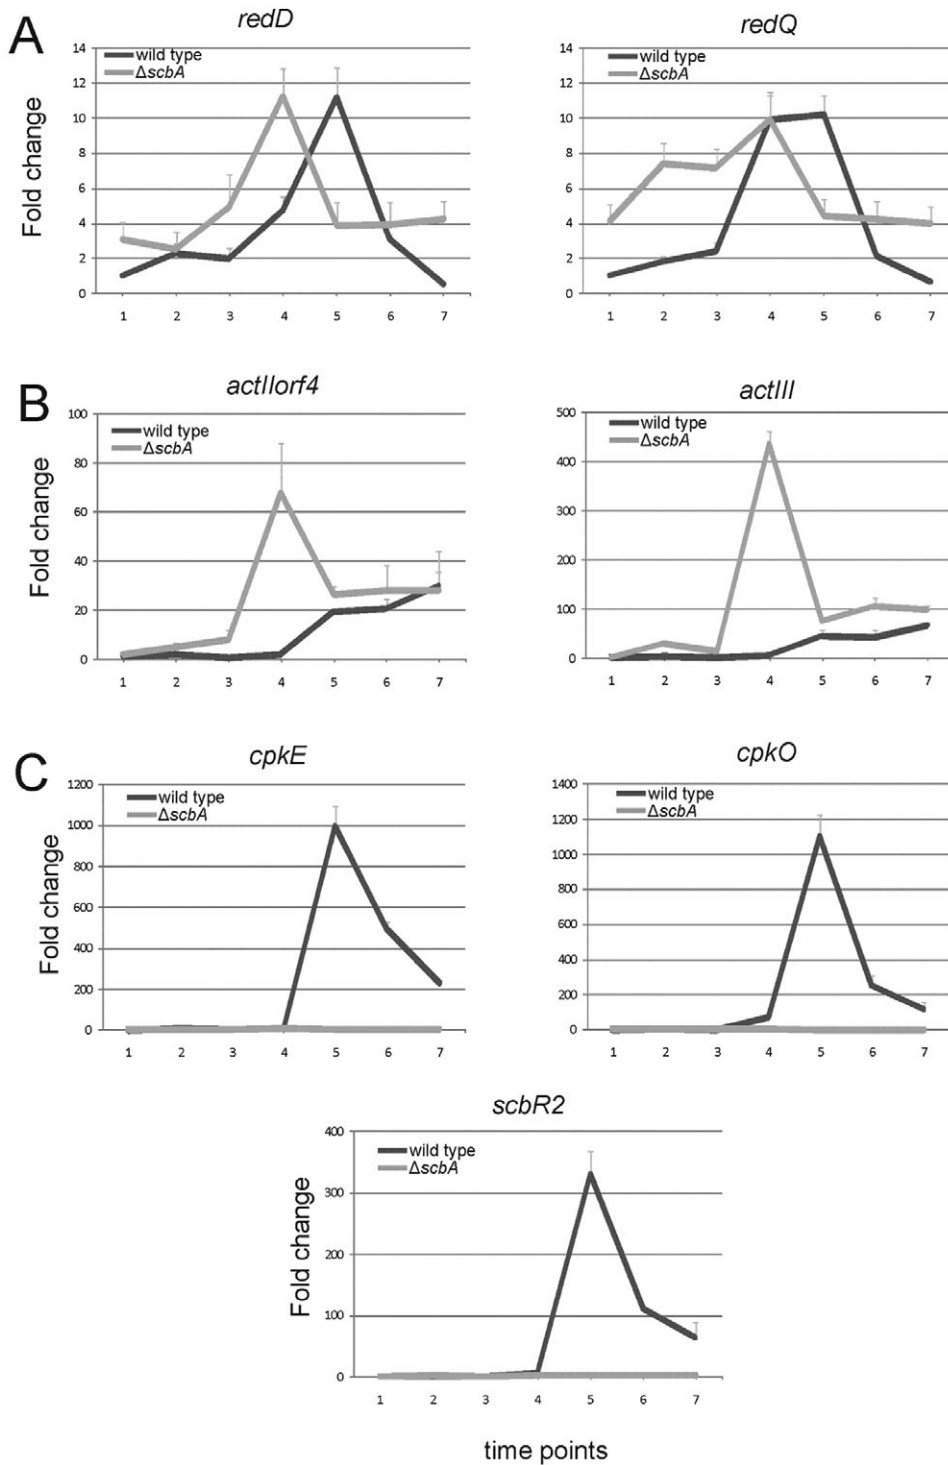 A
redD
wild type
ΔscbA
Fold change
14
12
10
8
6
4
2
0
1 2 3 4 5 6 7
redQ
wild type
ΔscbA
14
12
10
8
6
4
2
0
1 2 3 4 5 6 7
B
actIIorf4
wild type
ΔscbA
Fold change
100
80
60
40
20
0
1 2 3 4 5 6 7
actIII
wild type
ΔscbA
500
400
300
200
100
0
1 2 3 4 5 6 7
C
cpkE
wild type
ΔscbA
Fold change
1200
1000
800
600
400
200
0
1 2 3 4 5 6 7
cpkO
wild type
ΔscbA
1400
1200
1000
800
600
400
200
0
1 2 3 4 5 6 7
scbR2
wild type
ΔscbA
Fold change
400
300
200
100
0
1 2 3 4 5 6 7
time points